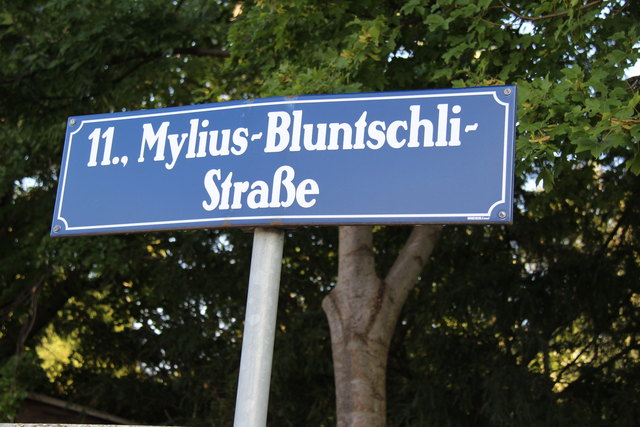 11., Mylius-Bluntschli-
Straße